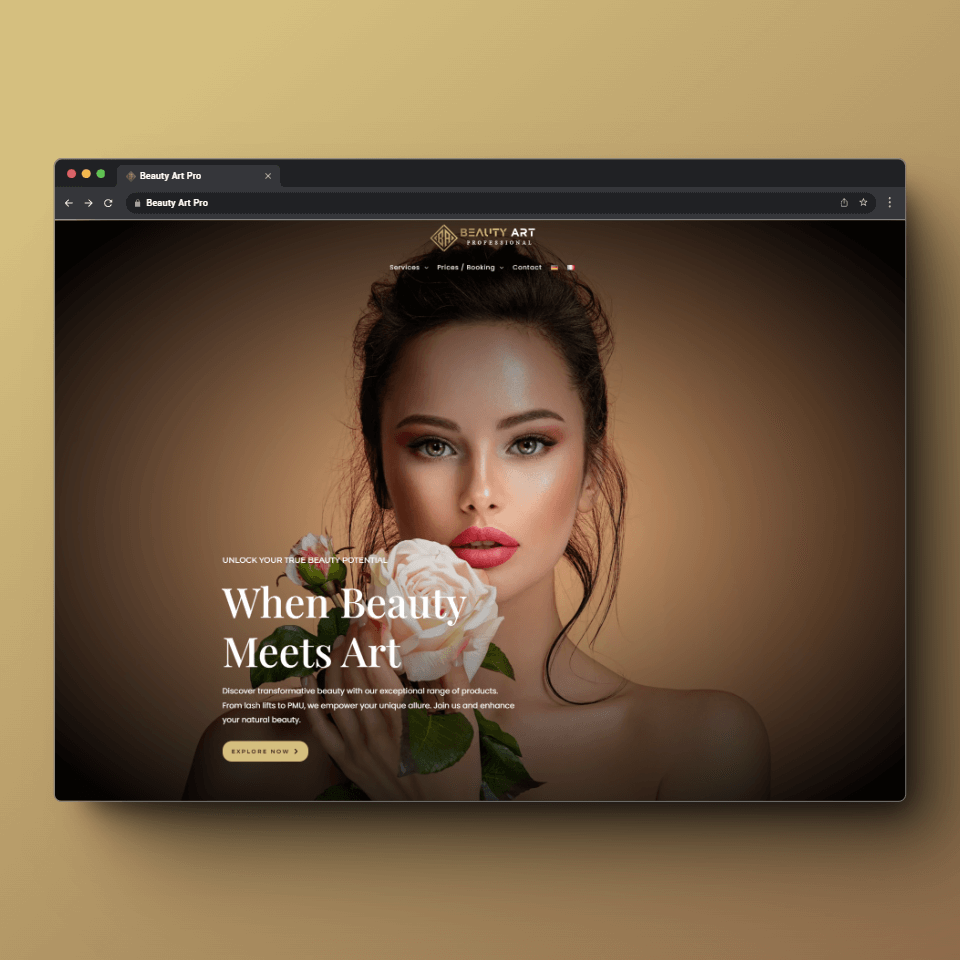 Beauty Art Pro
Beauty Art Pro
BEAUTY ART
PROFESSIONAL
Services Prices / Booking Contact
UNLOCK YOUR TRUE BEAUTY POTENTIAL
When Beauty
Meets Art
Discover transformative beauty with our exceptional range of products.
From lash lifts to PMU, we empower your unique allure. Join us and enhance
your natural beauty.
EXPLORE NOW